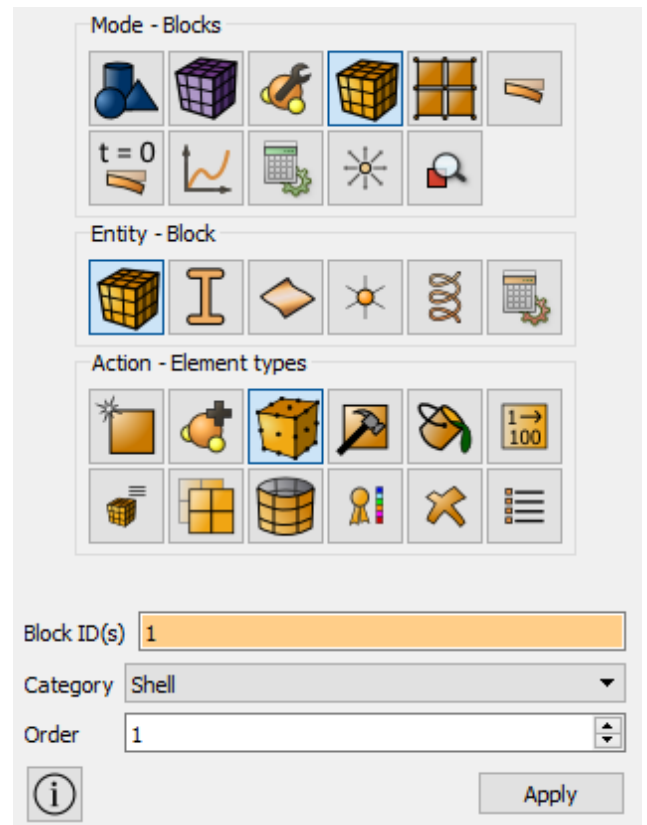 Mode - Blocks
t = 0
Entity - Block
Action - Element types
1→
100
Block ID(s) 1
Category Shell
Order 1
i
Apply